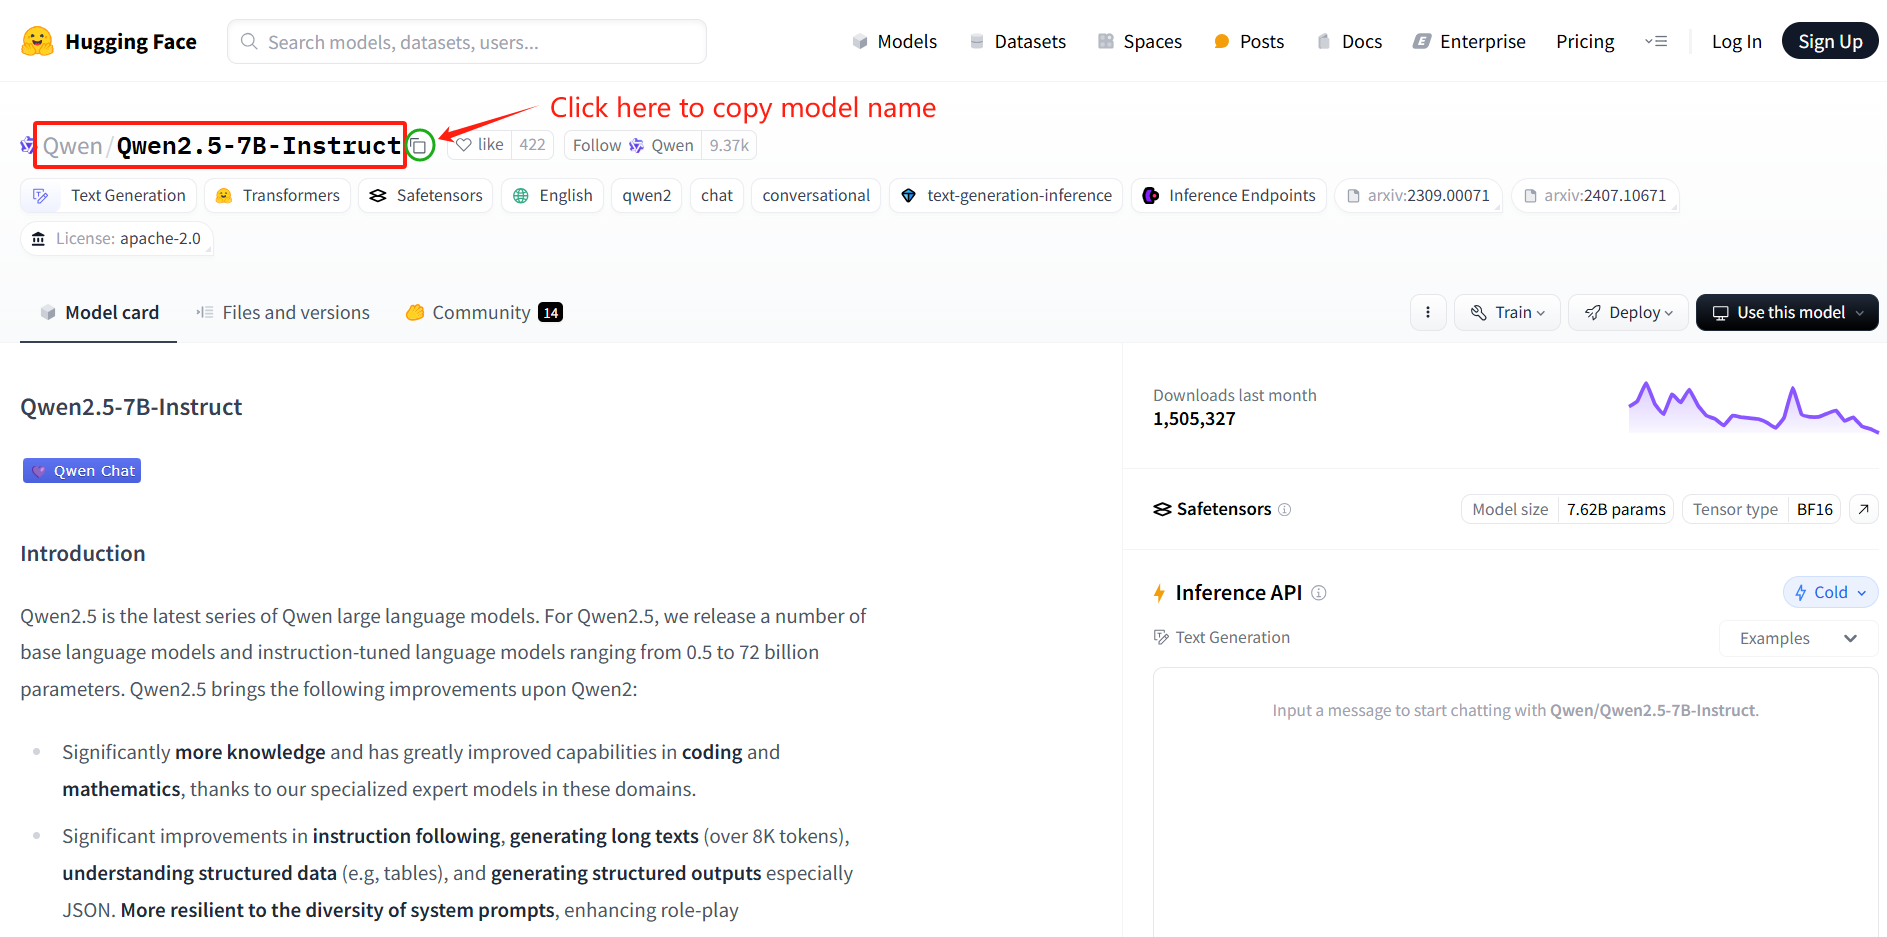 Hugging Face
Search models, datasets, users...
Models
Datasets
Spaces
Posts
Docs
Enterprise
Pricing
Log In
Sign Up
Click here to copy model name
Qwen/Qwen2.5-7B-Instruct
like 422
Follow Qwen 9.37k
Text Generation
Transformers
Safetensors
English
qwen2
chat
conversational
text-generation-inference
Inference Endpoints
arxiv:2309.00071
arxiv:2407.10671
License: apache-2.0
Model card
Files and versions
Community 14
Train
Deploy
Use this model
Qwen2.5-7B-Instruct
Qwen Chat
Introduction
Qwen2.5 is the latest series of Qwen large language models. For Qwen2.5, we release a number of
base language models and instruction-tuned language models ranging from 0.5 to 72 billion
parameters. Qwen2.5 brings the following improvements upon Qwen2:
Significantly more knowledge and has greatly improved capabilities in coding and
mathematics, thanks to our specialized expert models in these domains.
Significant improvements in instruction following, generating long texts (over 8K tokens),
understanding structured data (e.g, tables), and generating structured outputs especially
JSON. More resilient to the diversity of system prompts, enhancing role-play
Downloads last month
1,505,327
Safetensors
Model size 7.62B params
Tensor type BF16
Inference API
Cold
Text Generation
Examples
Input a message to start chatting with Qwen/Qwen2.5-7B-Instruct.